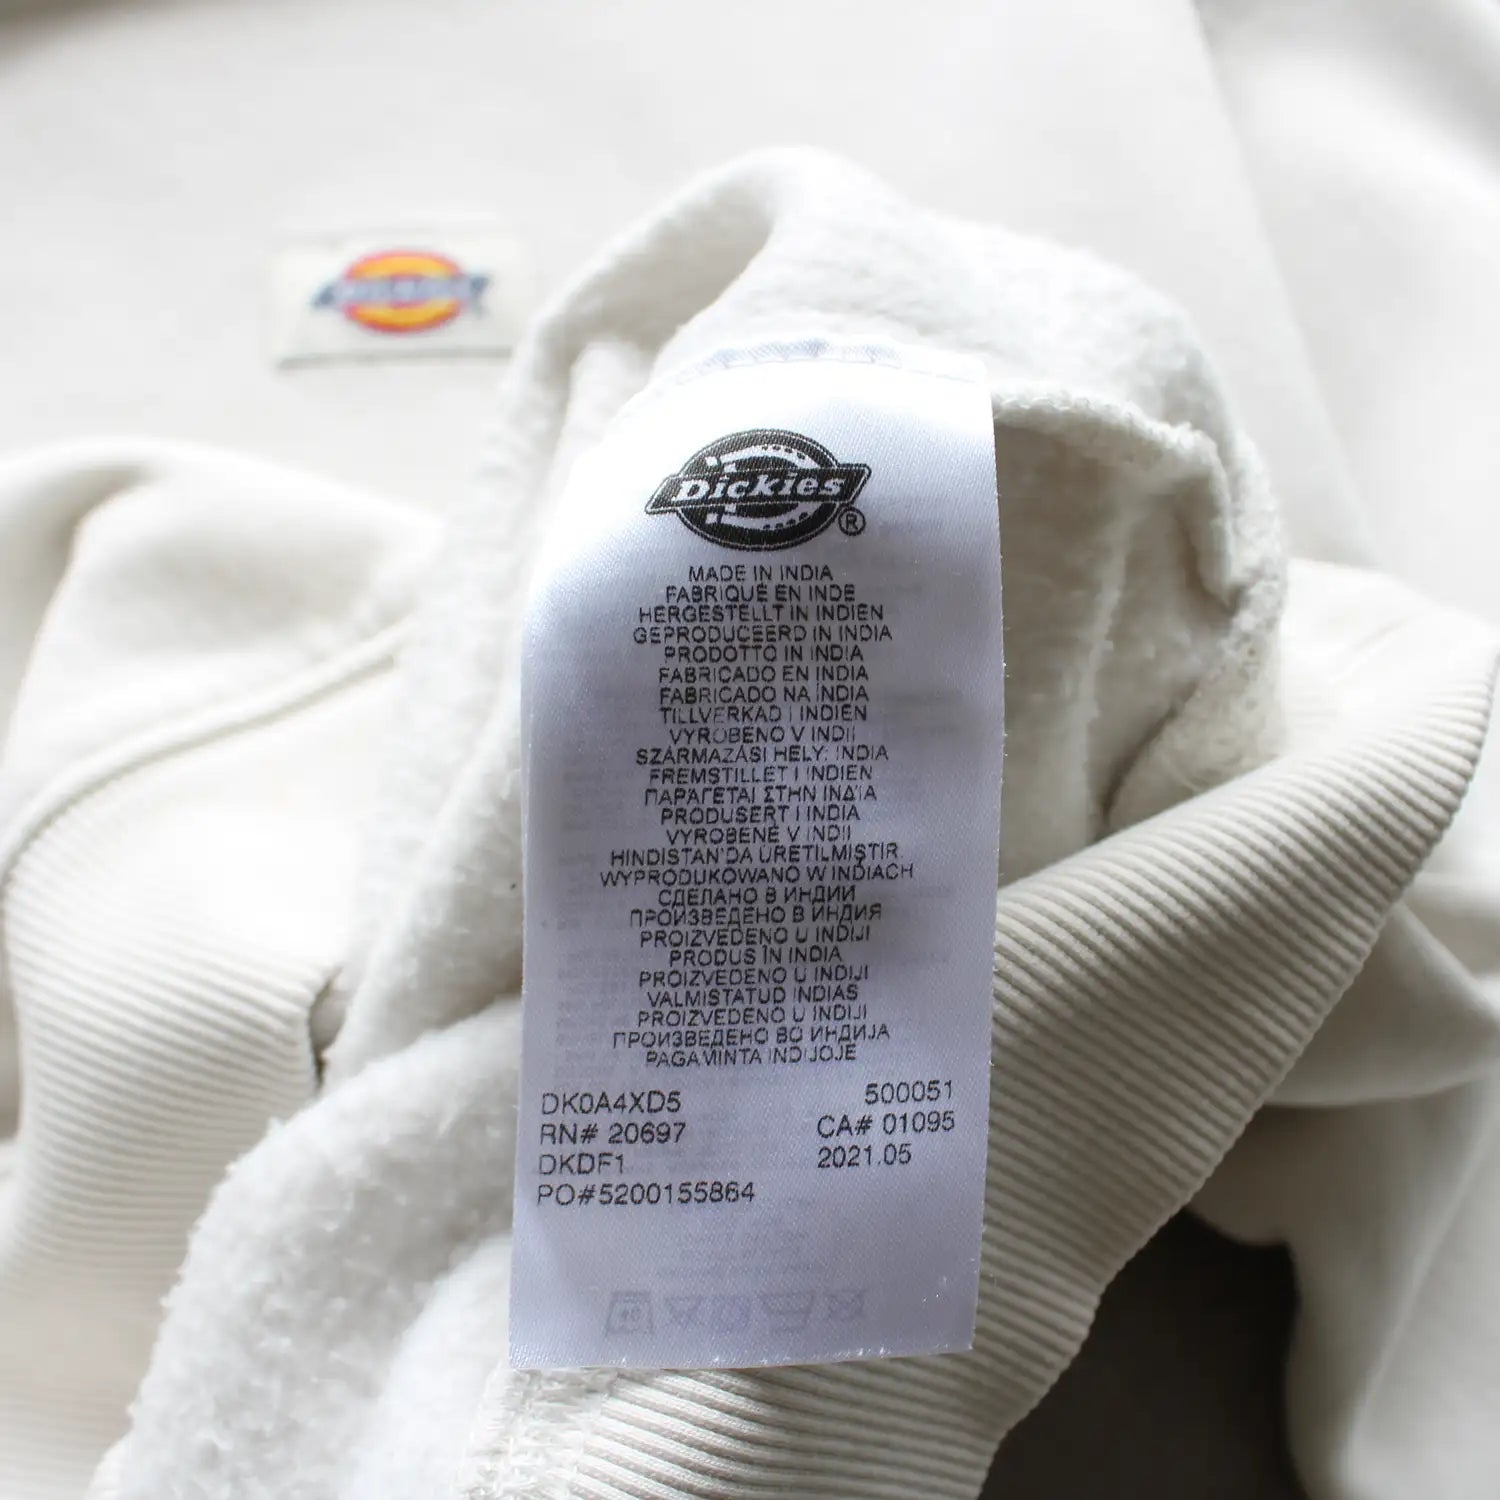 Dickies®
MADE IN INDIA
FABRIQUÉ EN INDE
HERGESTELLT IN INDIEN
GEPRODUCEERD IN INDIA
PRODOTTO IN INDIA
FABRICADO EN INDIA
FABRICADO NA ÍNDIA
TILLVERKAD I INDIEN
VYROBENO V INDII
SZÁRMAZÁSI HELY: INDIA
FREMSTILLET I INDIEN
ΠΑΡΑΓΕΤΑΙ ΣΤΗΝ ΙΝΔΊΑ
PRODUSERT I INDIA
VYROBENÉ V INDII
HINDISTAN'DA ÜRETILMIŞTIR.
WYPRODUKOWANO W INDIACH
СДЕЛАНО В ИНДИИ
ПРОИЗВЕДЕНО В ИНДИЯ
PROIZVEDENO U INDIJI
PRODUS ÎN INDIA
PROIZVEDENO U INDIJI
VALMISTATUD INDIAS
PROIZVEDENO U INDIJI
ПРОИЗВЕДЕНО ВО ИНДИЈА
PAGAMINTA INDIJOJE
DK0A4XD5 500051
RN# 20697 CA# 01095
DKDF1 2021.05
PO#5200155864